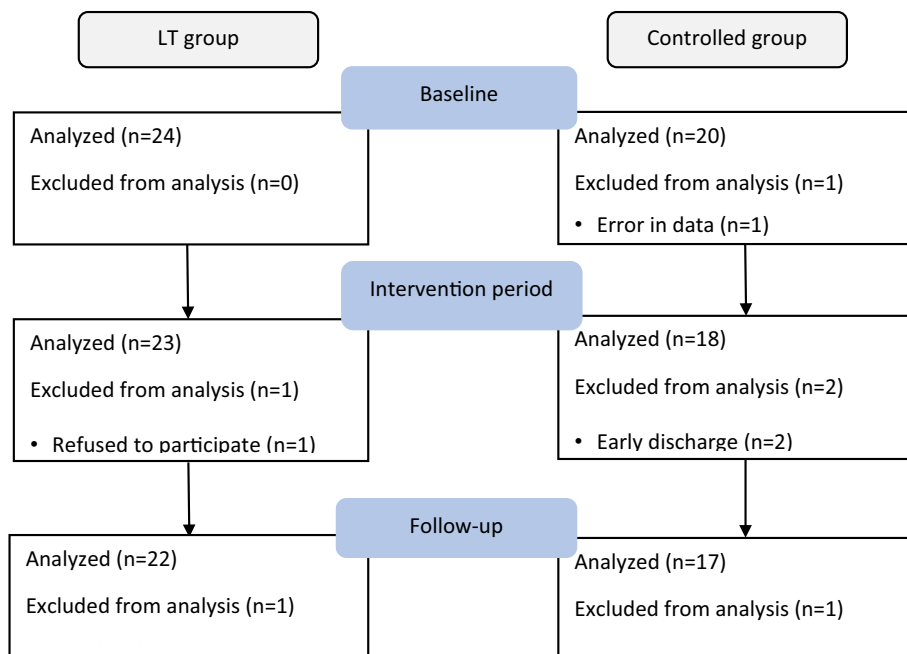 LT group
Controlled group
Baseline
Analyzed (n=24)
Excluded from analysis (n=0)
Analyzed (n=20)
Excluded from analysis (n=1)
• Error in data (n=1)
Intervention period
Analyzed (n=23)
Excluded from analysis (n=1)
• Refused to participate (n=1)
Analyzed (n=18)
Excluded from analysis (n=2)
• Early discharge (n=2)
Follow-up
Analyzed (n=22)
Excluded from analysis (n=1)
Analyzed (n=17)
Excluded from analysis (n=1)